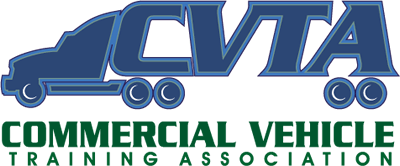 CVTA
COMMERCIAL VEHICLE
TRAINING ASSOCIATION